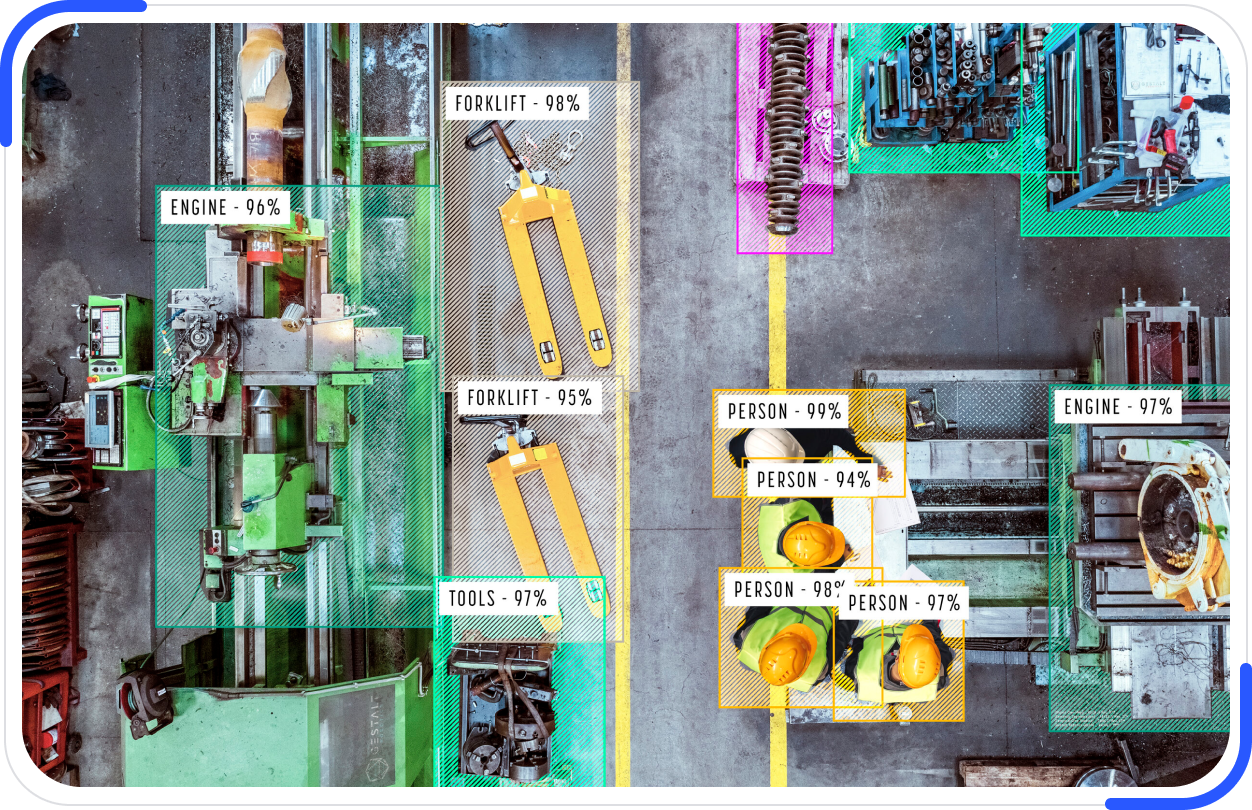 FORKLIFT - 98%
ENGINE - 96%
FORKLIFT - 95%
PERSON - 99%
ENGINE - 97%
PERSON - 94%
TOOLS - 97%
PERSON - 98%
PERSON - 97%